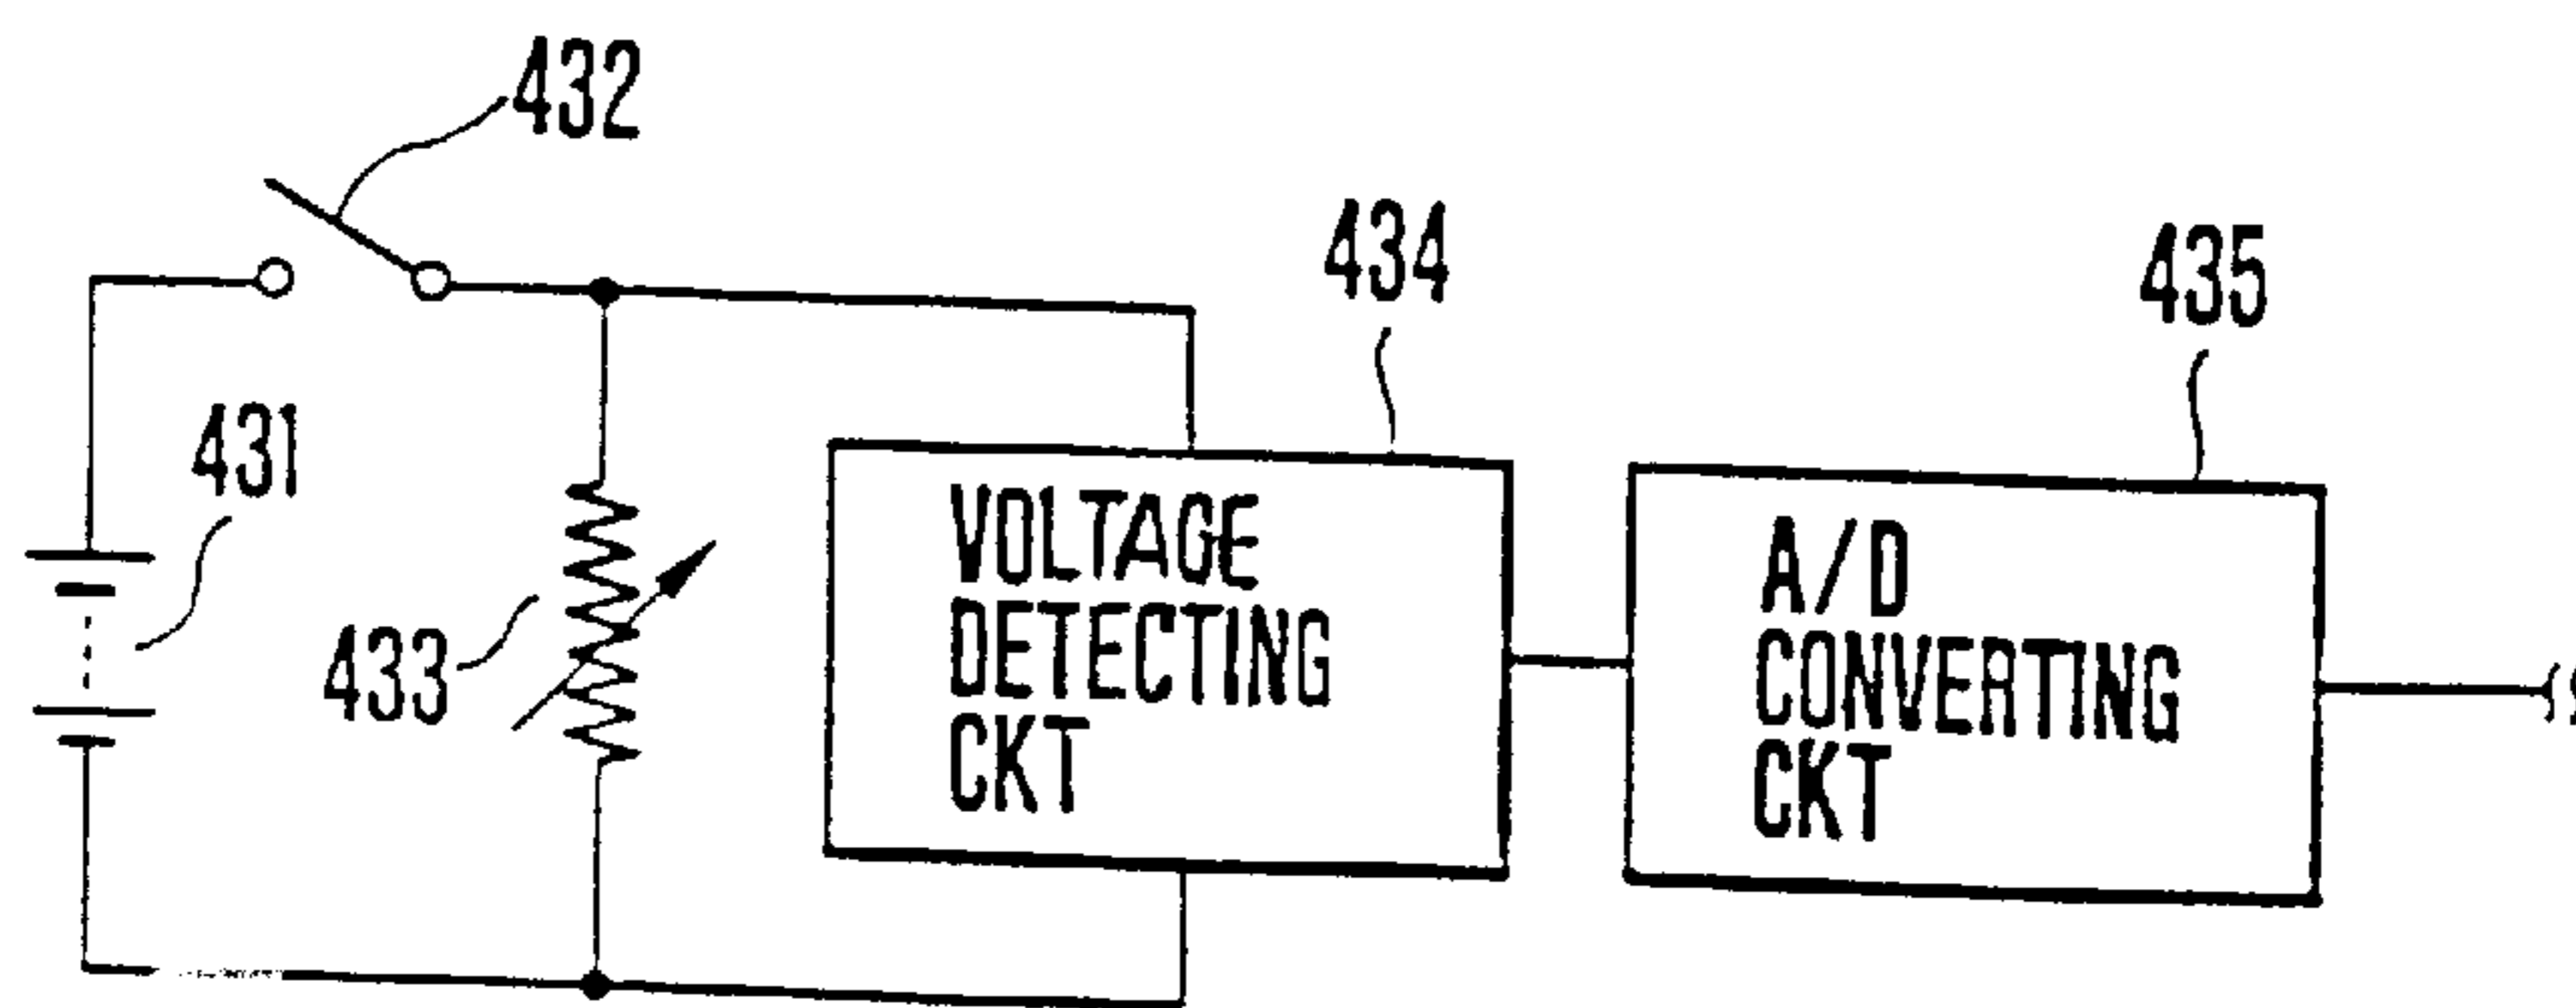 432
434
435
431
433
VOLTAGE
DETECTING
CKT
A/D
CONVERTING
CKT